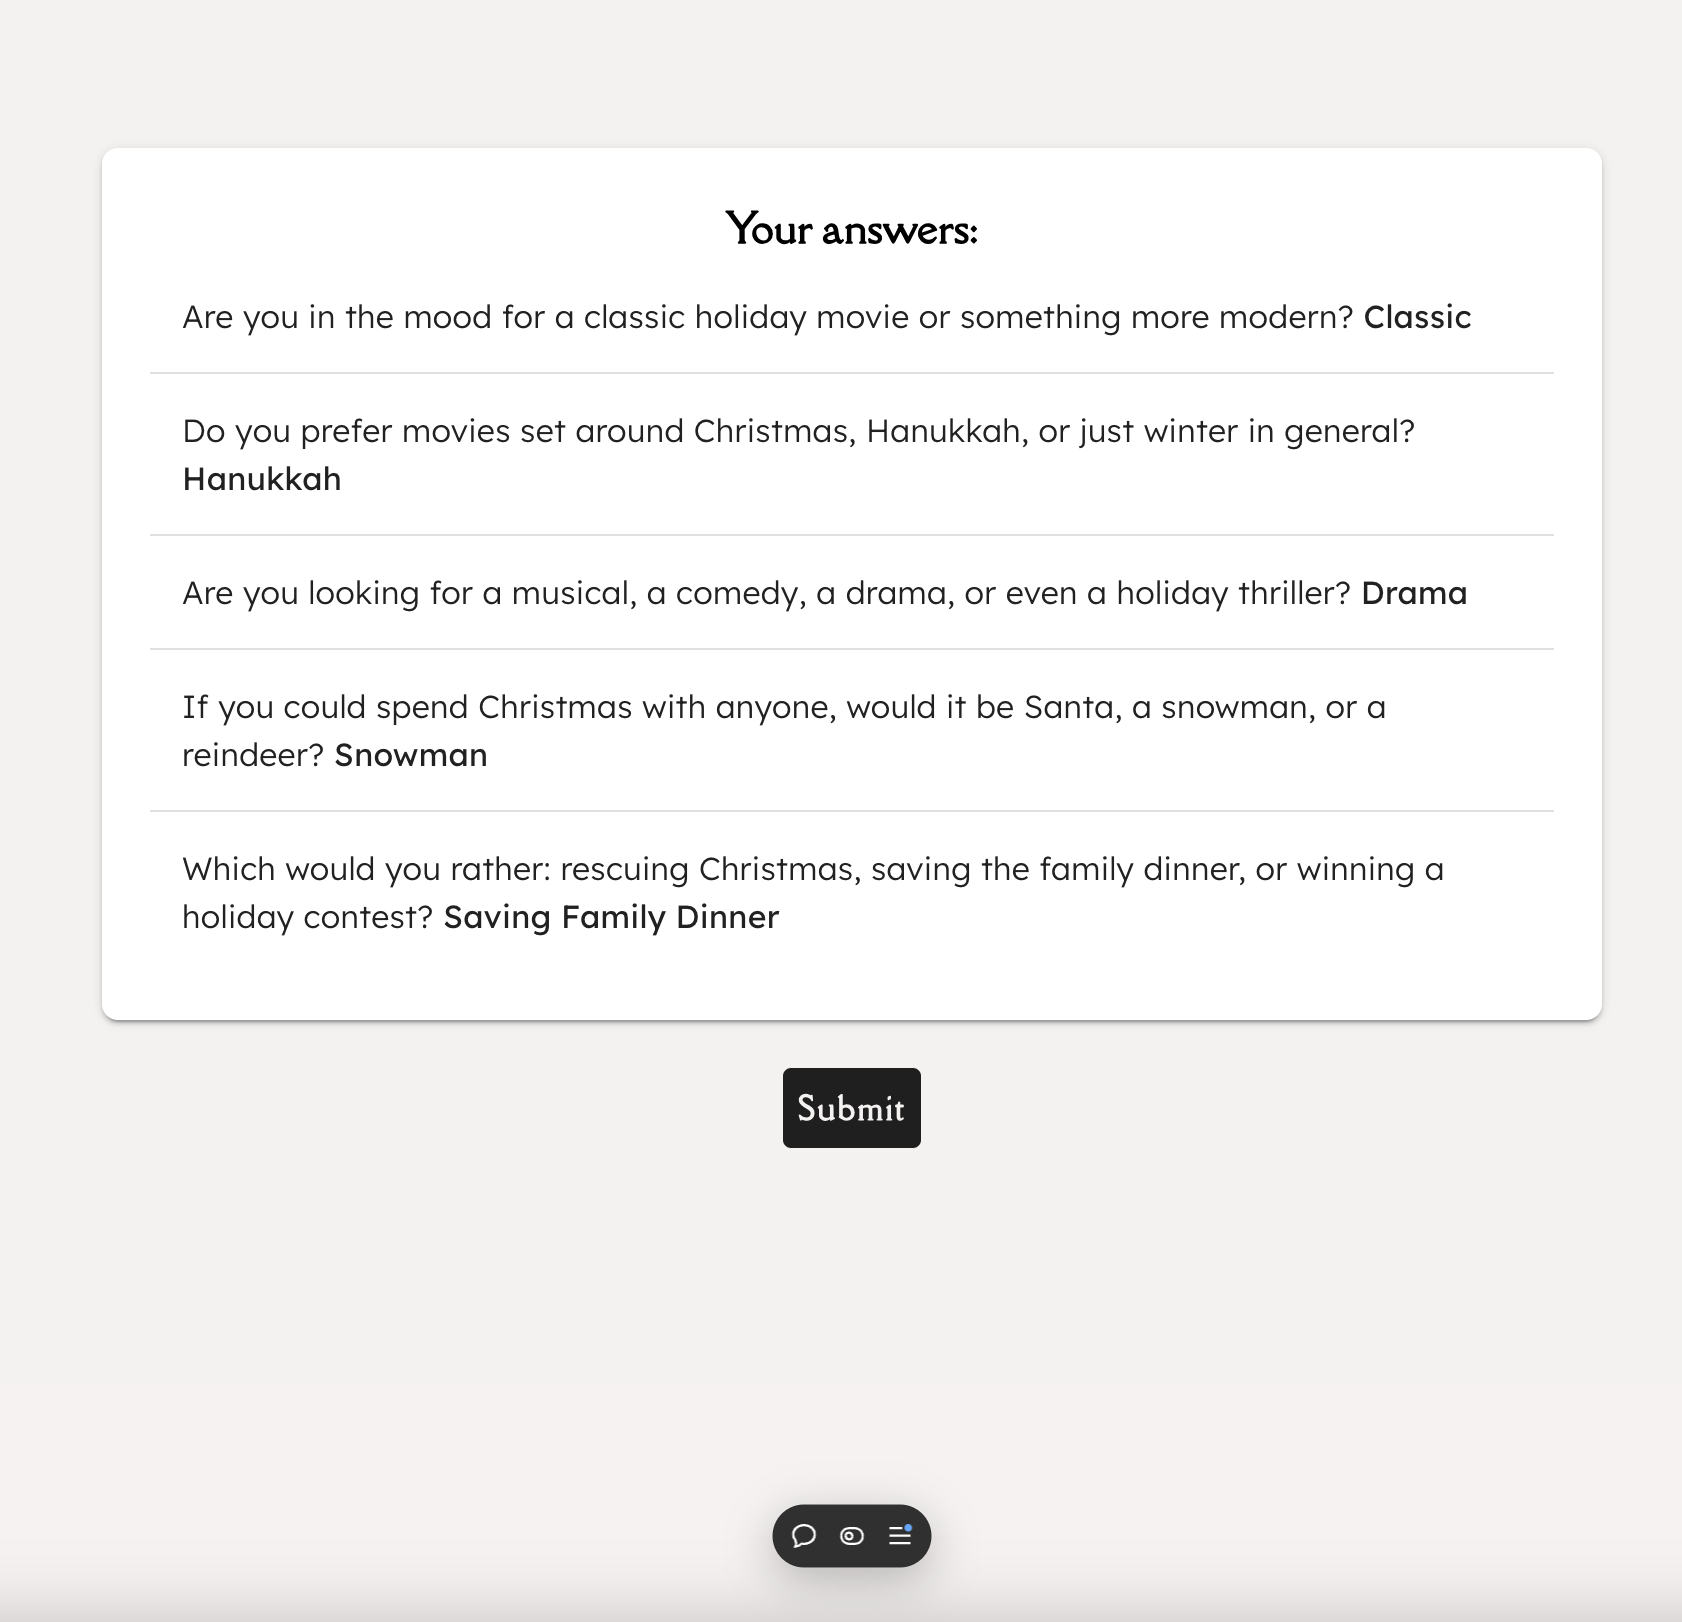 Your answers:
Are you in the mood for a classic holiday movie or something more modern? Classic
Do you prefer movies set around Christmas, Hanukkah, or just winter in general?
Hanukkah
Are you looking for a musical, a comedy, a drama, or even a holiday thriller? Drama
If you could spend Christmas with anyone, would it be Santa, a snowman, or a
reindeer? Snowman
Which would you rather: rescuing Christmas, saving the family dinner, or winning a
holiday contest? Saving Family Dinner
Submit